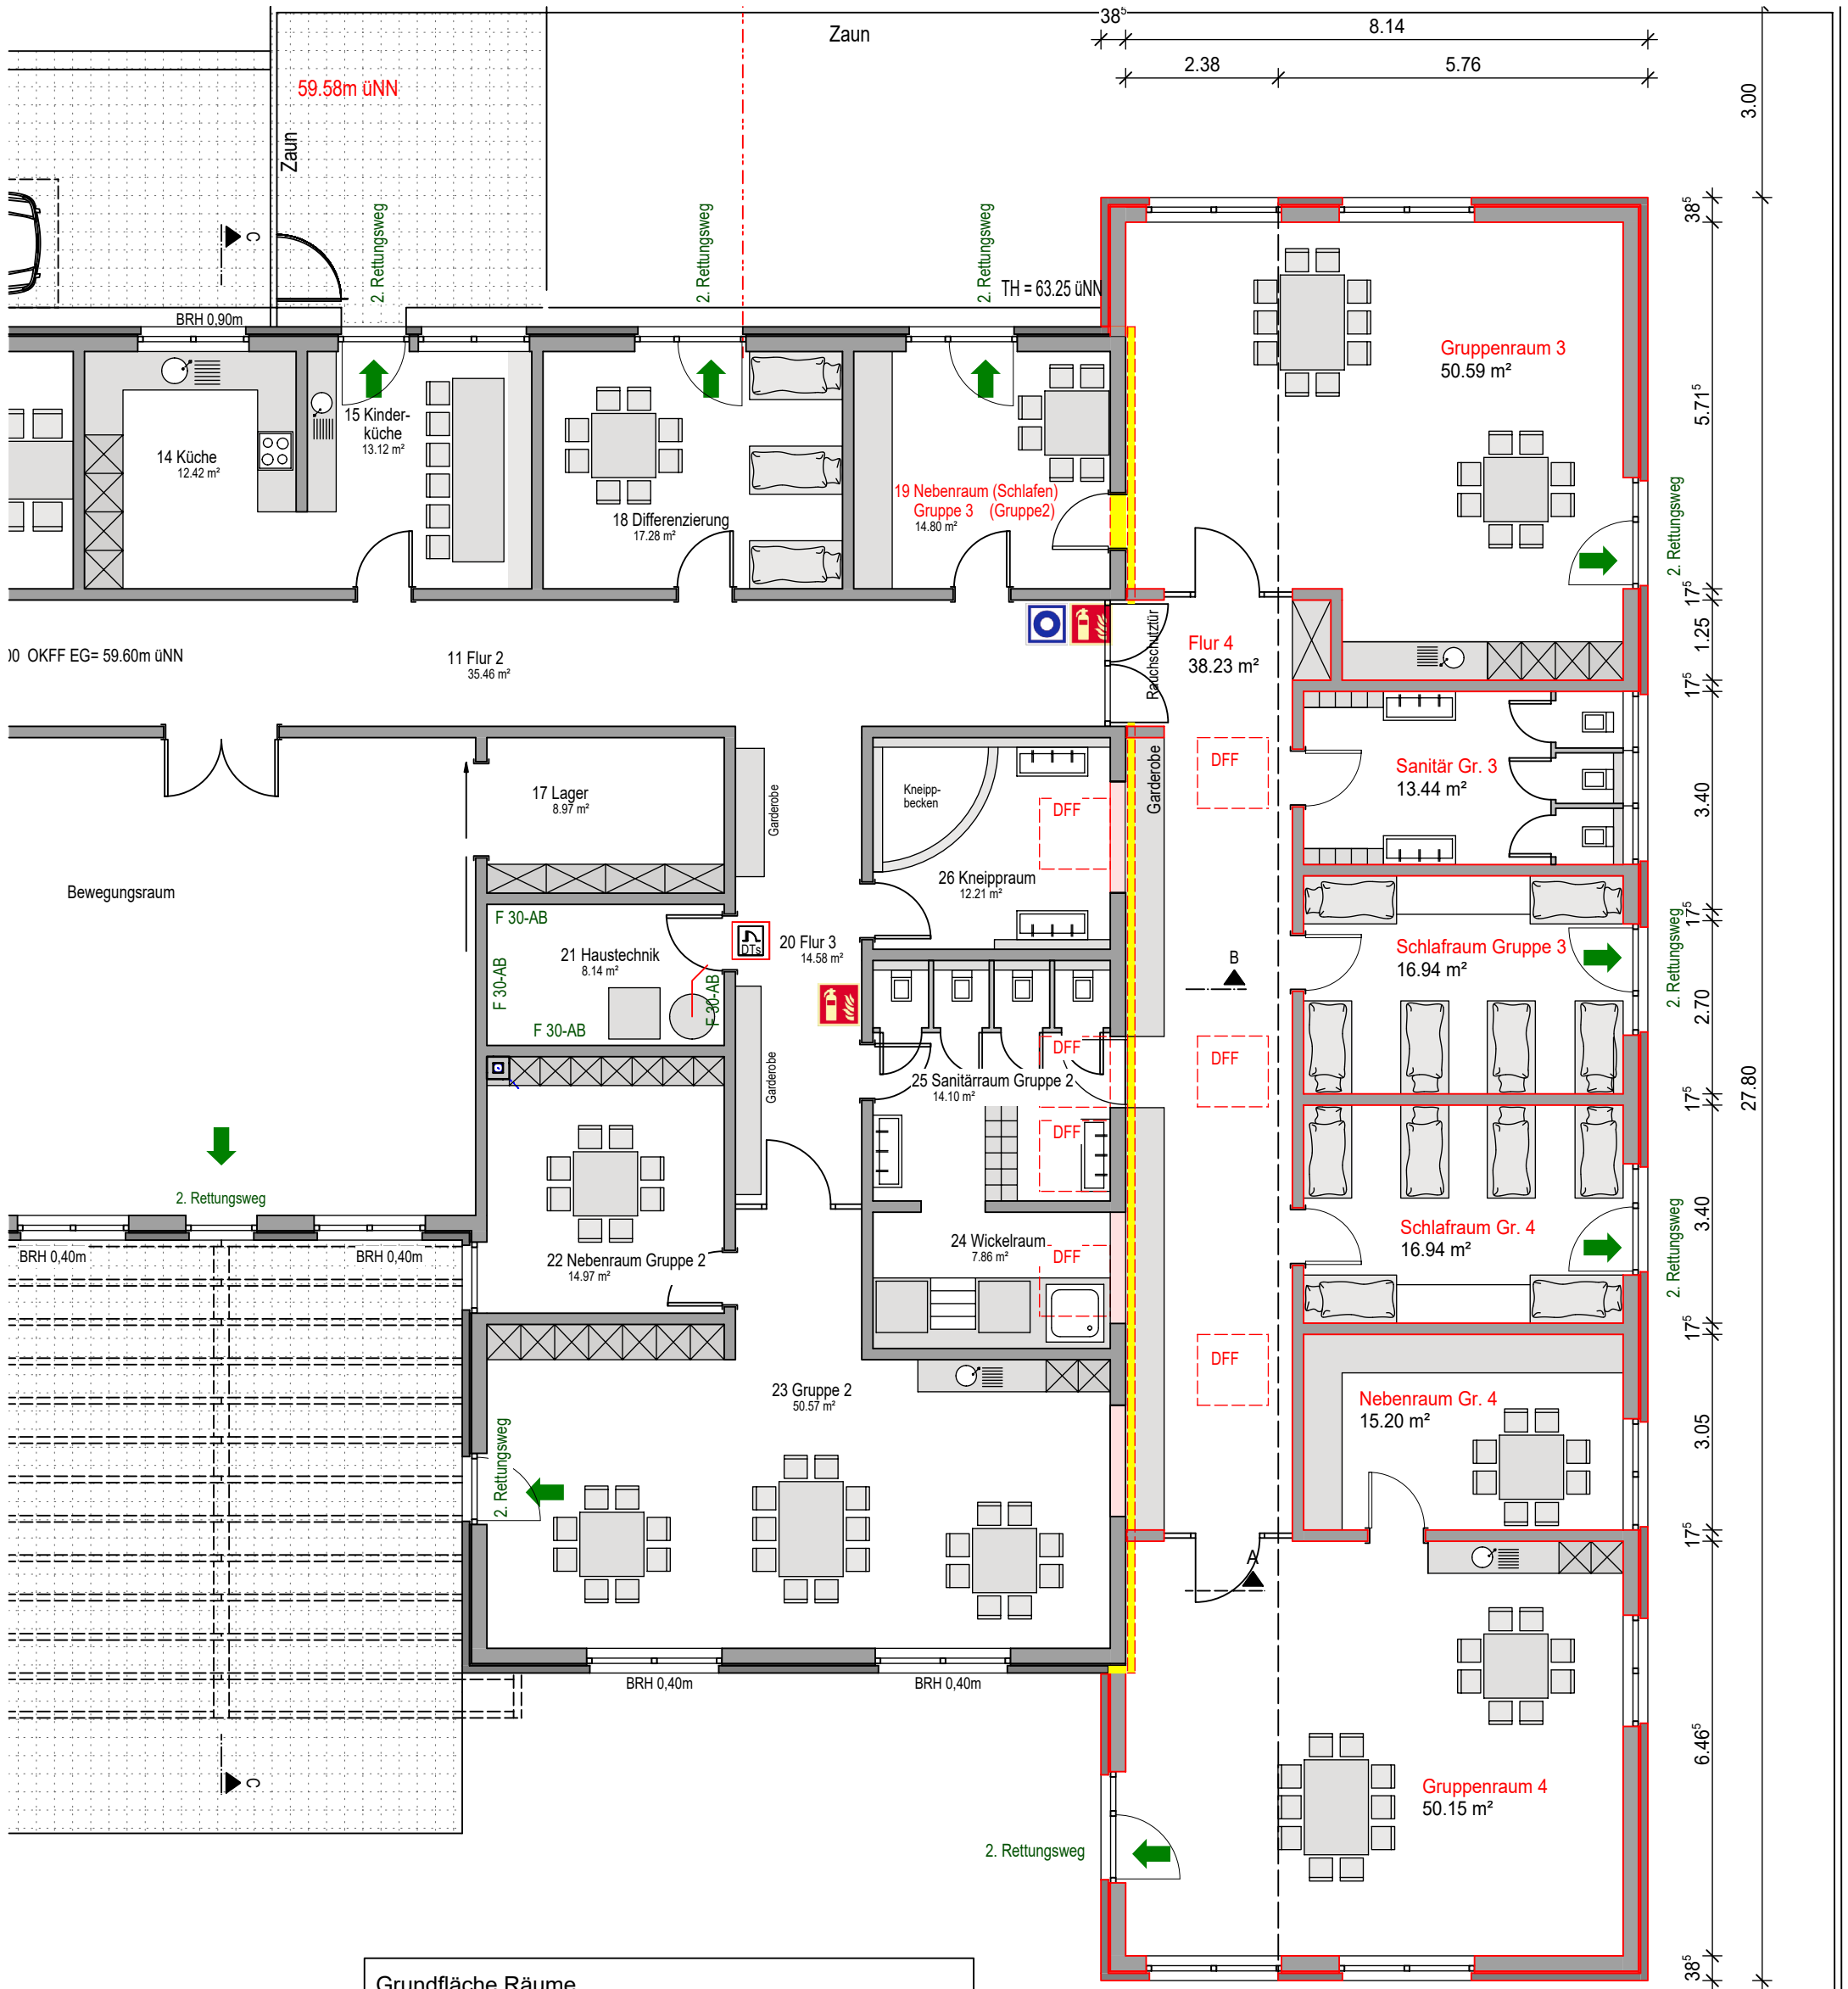 38⁵
8.14
2.38
5.76
Zaun
3.00
59.58m üNN
Zaun
C
2. Rettungsweg
2. Rettungsweg
2. Rettungsweg
TH = 63.25 üNN
BRH 0,90m
38⁵
Gruppenraum 3
50.59 m²
5.71⁵
15 Kinder-
küche
13.12 m²
14 Küche
12.42 m²
18 Differenzierung
17.28 m²
19 Nebenraum (Schlafen)
Gruppe 3 (Gruppe2)
14.80 m²
2. Rettungsweg
17⁵
1.25
17⁵
00 OKFF EG= 59.60m üNN
11 Flur 2
35.46 m²
Rauchschutztür
Flur 4
38.23 m²
Garderobe
DFF
Sanitär Gr. 3
13.44 m²
3.40
17 Lager
8.97 m²
Garderobe
Kneipp-
becken
DFF
26 Kneippraum
12.21 m²
Bewegungsraum
F 30-AB
F 30-AB
F 30-AB
F 30-AB
21 Haustechnik
8.14 m²
DTs
20 Flur 3
14.58 m²
B
17⁵
Schlafraum Gruppe 3
16.94 m²
2. Rettungsweg
2.70
DFF
DFF
Garderobe
25 Sanitärraum Gruppe 2
14.10 m²
DFF
17⁵
27.80
2. Rettungsweg
BRH 0,40m
BRH 0,40m
22 Nebenraum Gruppe 2
14.97 m²
24 Wickelraum
7.86 m²
DFF
Schlafraum Gr. 4
16.94 m²
3.40
2. Rettungsweg
17⁵
DFF
23 Gruppe 2
50.57 m²
Nebenraum Gr. 4
15.20 m²
3.05
2. Rettungsweg
17⁵
A
BRH 0,40m
BRH 0,40m
6.46⁵
C
Gruppenraum 4
50.15 m²
2. Rettungsweg
38⁵
Grundfläche Räume